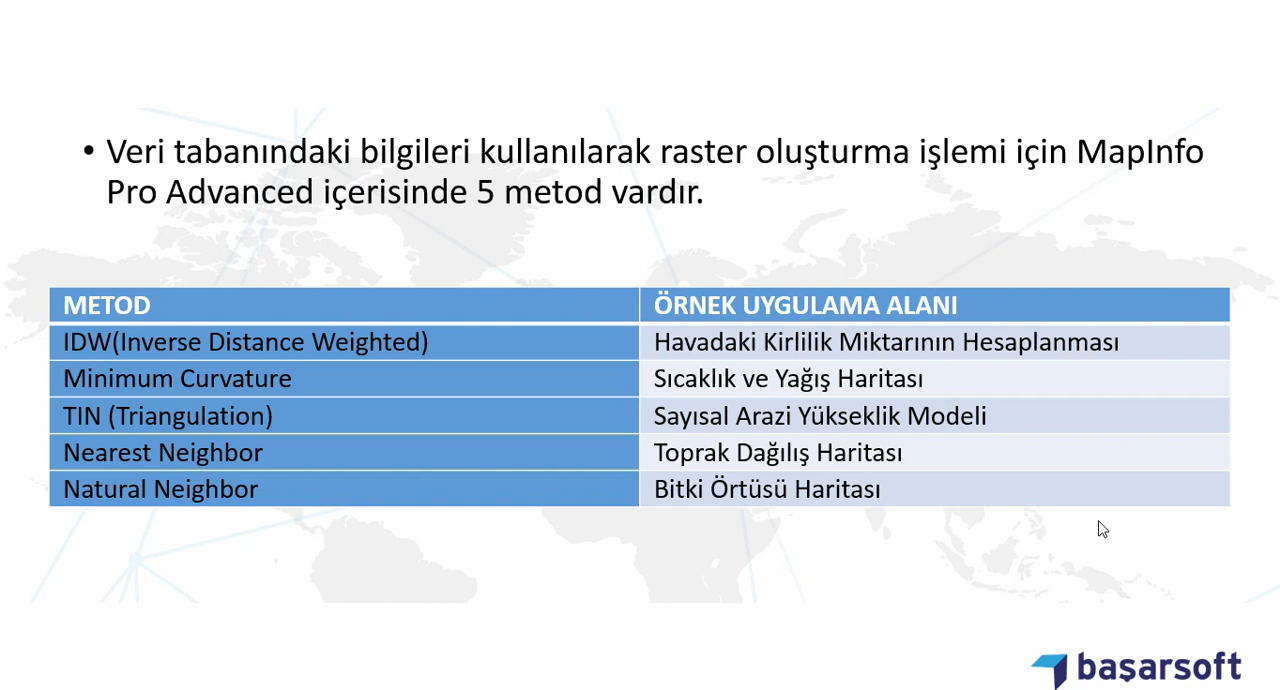 • Veri tabanındaki bilgileri kullanılarak raster oluşturma işlemi için MapInfo
Pro Advanced içerisinde 5 metod vardır.
METOD ÖRNEK UYGULAMA ALANI
IDW(Inverse Distance Weighted) Havadaki Kirlilik Miktarının Hesaplanması
Minimum Curvature Sıcaklık ve Yağış Haritası
TIN (Triangulation) Sayısal Arazi Yükseklik Modeli
Nearest Neighbor Toprak Dağılış Haritası
Natural Neighbor Bitki Örtüsü Haritası
başarsoft